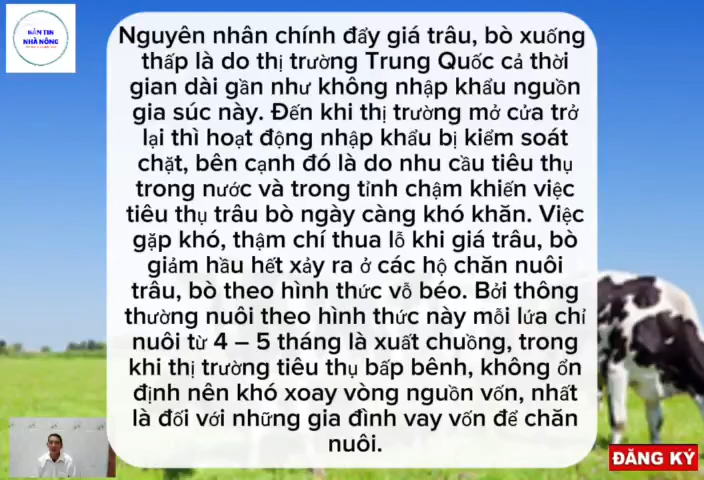 BẢN TIN
NHÀ NÔNG
Nguyên nhân chính đẩy giá trâu, bò xuống
thấp là do thị trường Trung Quốc cả thời
gian dài gần như không nhập khẩu nguồn
gia súc này. Đến khi thị trường mở cửa trở
lại thì hoạt động nhập khẩu bị kiểm soát
chặt, bên cạnh đó là do nhu cầu tiêu thụ
trong nước và trong tỉnh chậm khiến việc
tiêu thụ trâu bò ngày càng khó khăn. Việc
gặp khó, thậm chí thua lỗ khi giá trâu, bò
giảm hầu hết xảy ra ở các hộ chăn nuôi
trâu, bò theo hình thức vỗ béo. Bởi thông
thường nuôi theo hình thức này mỗi lứa chỉ
nuôi từ 4 – 5 tháng là xuất chuồng, trong
khi thị trường tiêu thụ bấp bênh, không ổn
định nên khó xoay vòng nguồn vốn, nhất
là đối với những gia đình vay vốn để chăn
nuôi.
ĐĂNG KÝ